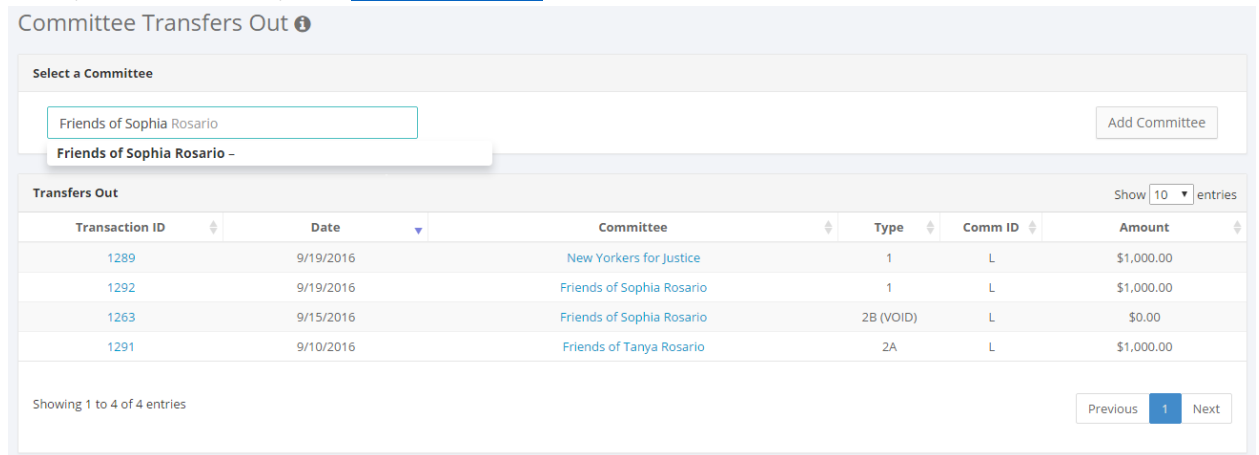 Committee Transfers Out
Select a Committee
Friends of Sophia Rosario
Add Committee
Friends of Sophia Rosario –
Transfers Out
Show 10 entries
Transaction ID Date Committee Type Comm ID Amount
1289 9/19/2016 New Yorkers for Justice 1 L $1,000.00
1292 9/19/2016 Friends of Sophia Rosario 1 L $1,000.00
1263 9/15/2016 Friends of Sophia Rosario 2B (VOID) L $0.00
1291 9/10/2016 Friends of Tanya Rosario 2A L $1,000.00
Showing 1 to 4 of 4 entries
Previous 1 Next